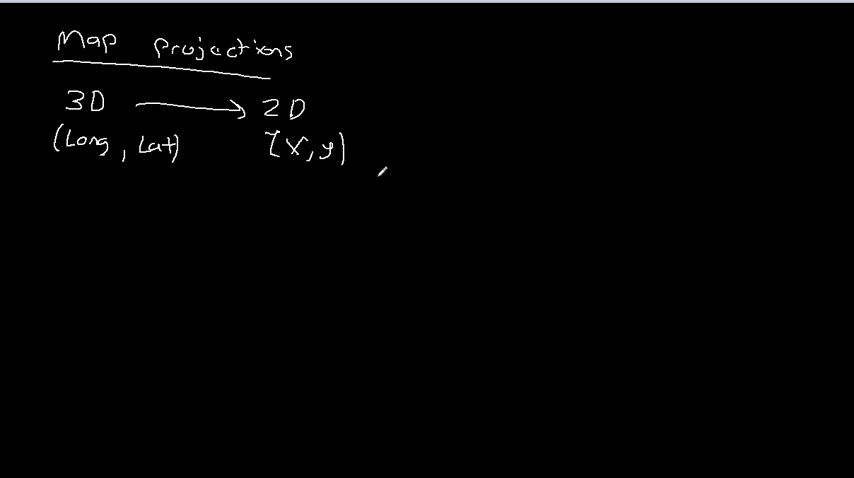 Map projections
3D → 2D
(Long, Lat) (x,y)